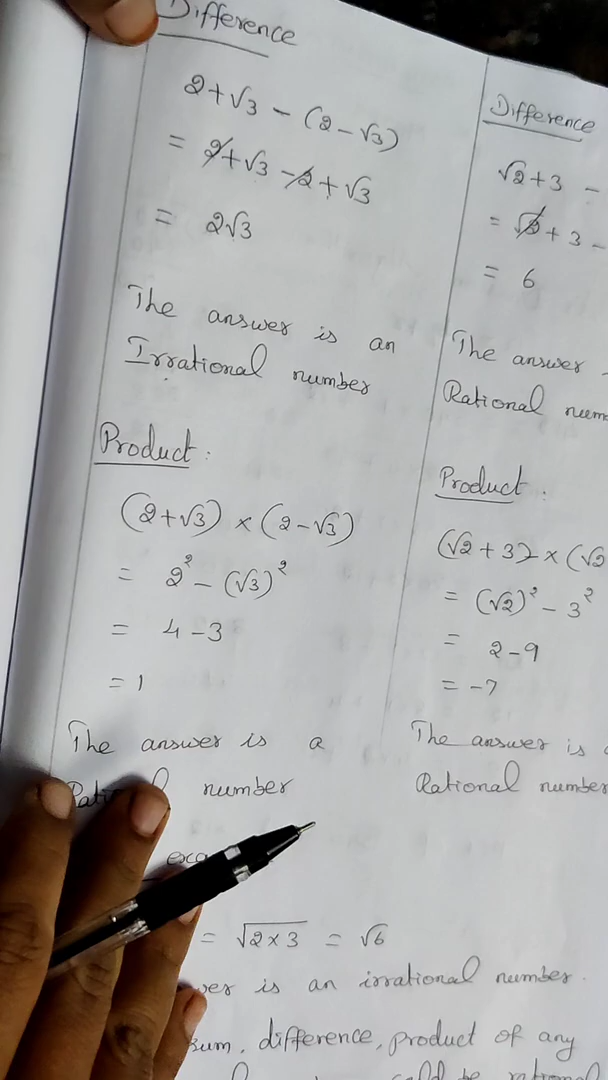 Difference
2+√3 - (2-√3)
= 2+√3 -2 + √3
= 2√3
The answer is an
Irrational number
Product:
(2+√3) × (2-√3)
= 2² - (√3)²
= 4 - 3
= 1
The answer is a
number
Difference
√2+3 -
= √2 + 3 -
= 6
The answer
Rational
Product:
(√2 + 3) × (√2
= (√2)² - 3²
= 2-9
= -7
The answer is
Rational number
= √2×3 = √6
is an irrational number.
sum, difference, product of any